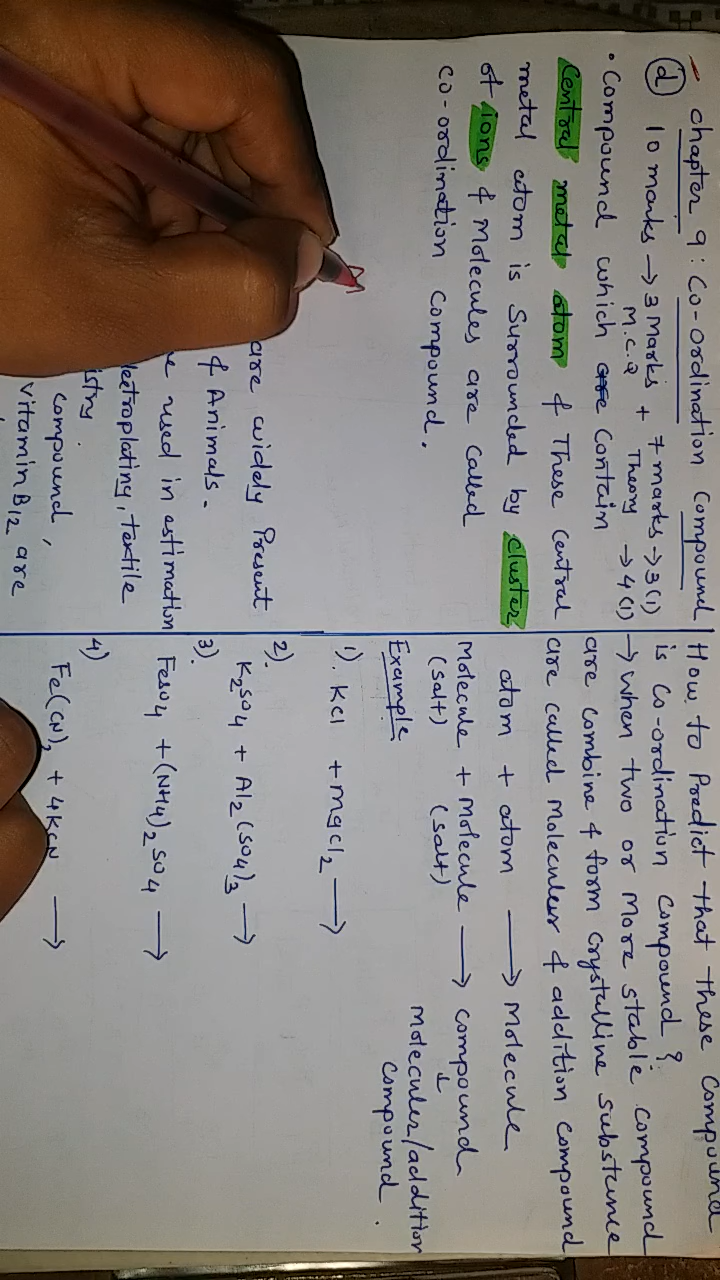 chapter 9: Co-ordination Compound
(d) 10 marks → 3 Marks + 7 marks → 3(1)
M.C.Q Theory → 4(1)
• Compound which are Contain
Central metal atom & These Central
metal atom is Surrounded by cluster
of ions & Molecules are Called
Co-ordination Compound.
are widely Present
& Animals.
used in estimation
lectroplating, textile
istry.
Compound,
Vitamin B12 are
How to Predict that these Compound
is Co-ordination Compound?
→ When two or More stable Compound
are Combine & form Crystalline Substance
are called Moleculer & addition Compound
atom + atom → Molecule
Molecule + Molecule → Compound
(Salt) (Salt) ↓
Moleculer/addition
Compound.
Example
1). KCl + MgCl2 →
2). K2SO4 + Al2(SO4)3 →
3). FeSO4 + (NH4)2SO4 →
4) Fe(CN)2 + 4KCN →